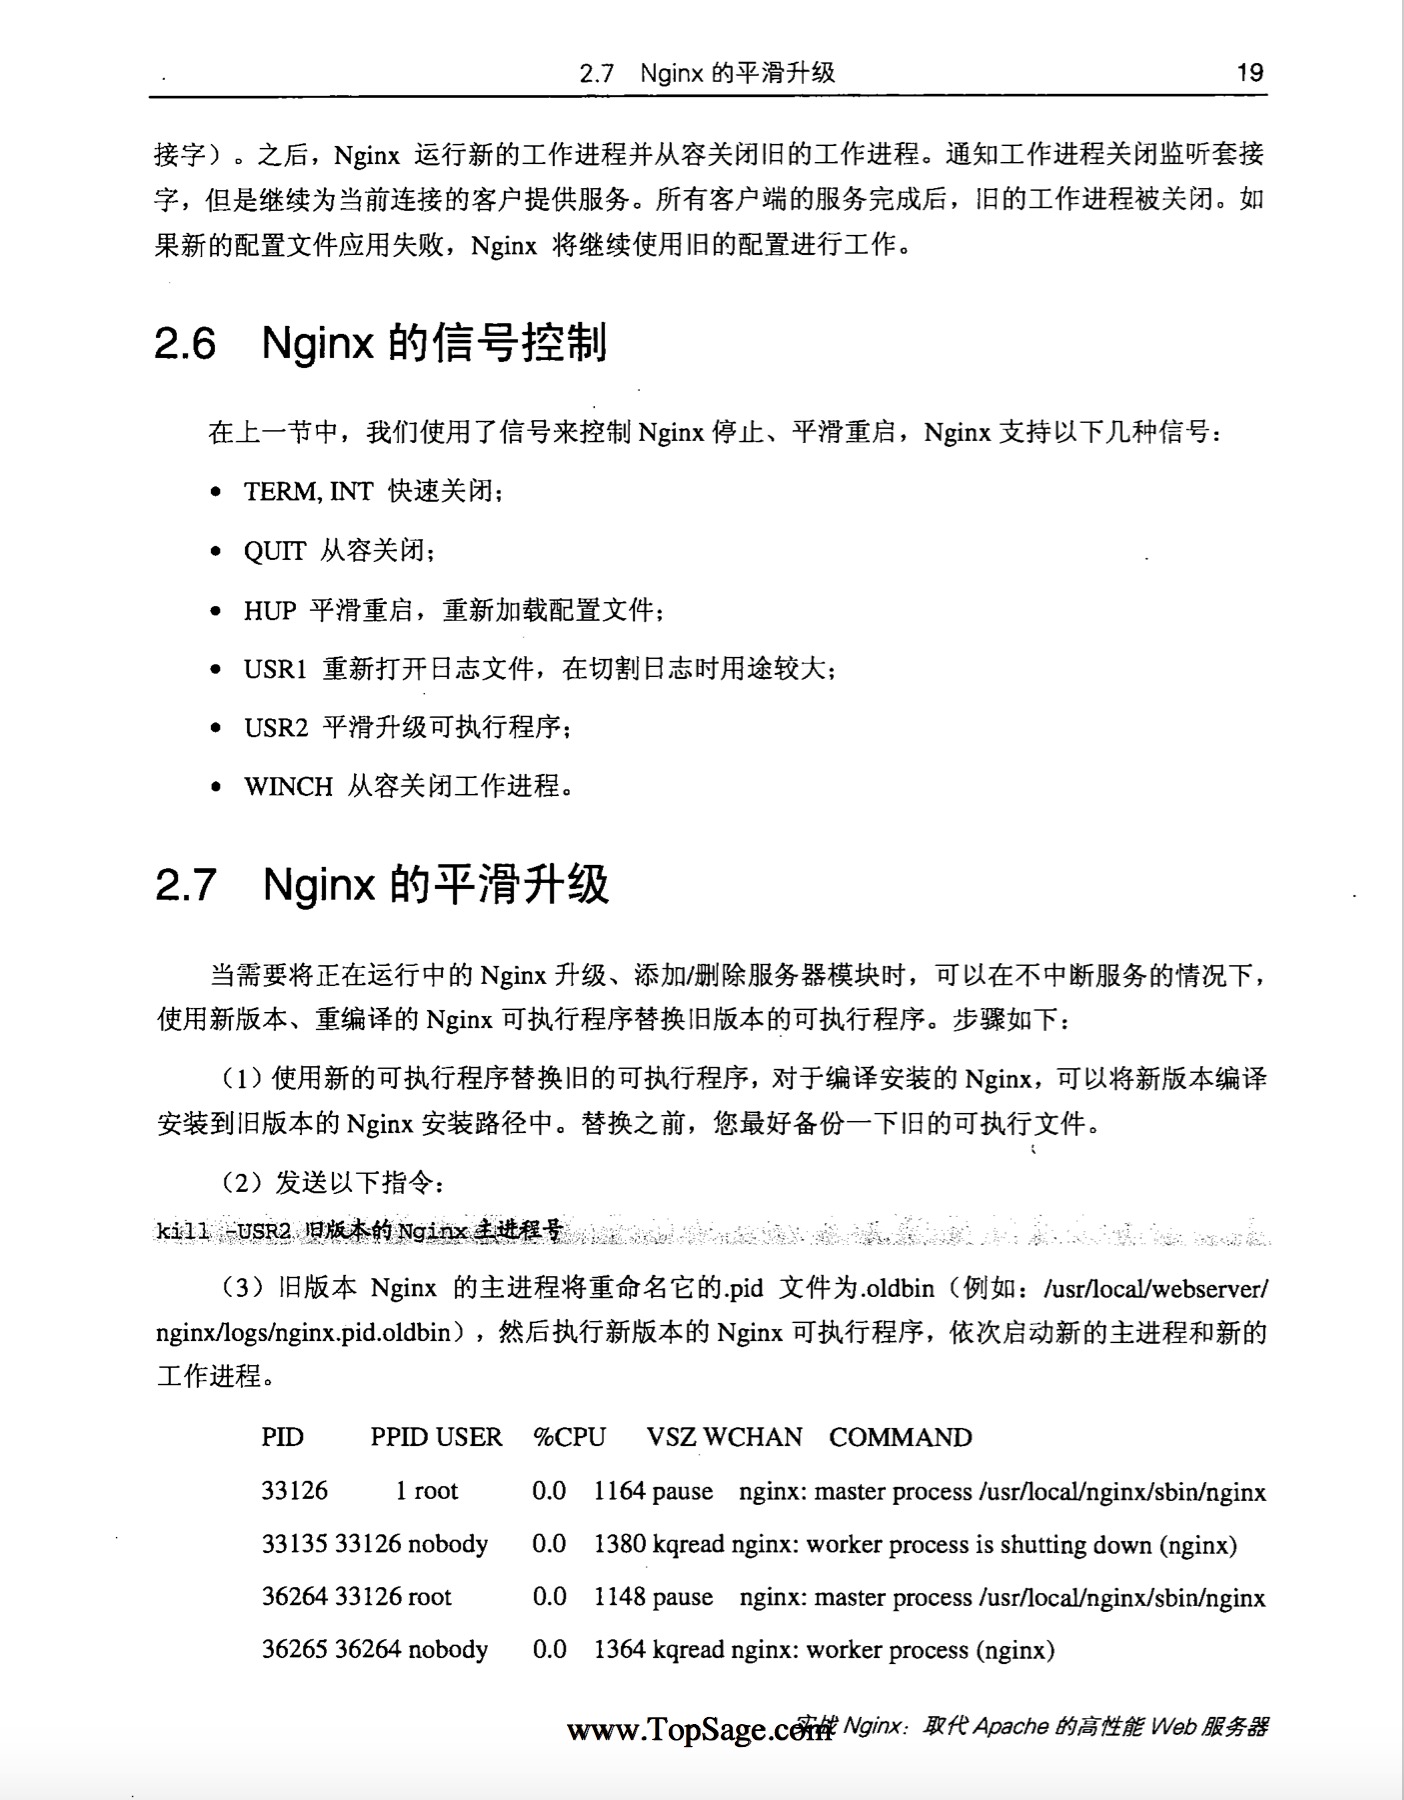 2.7 Nginx 的平滑升级 19
接字）。之后，Nginx 运行新的工作进程并从容关闭旧的工作进程。通知工作进程关闭监听套接
字，但是继续为当前连接的客户提供服务。所有客户端的服务完成后，旧的工作进程被关闭。如
果新的配置文件应用失败，Nginx 将继续使用旧的配置进行工作。
2.6 Nginx 的信号控制
在上一节中，我们使用了信号来控制 Nginx 停止、平滑重启，Nginx 支持以下几种信号：
• TERM, INT 快速关闭；
• QUIT 从容关闭；
• HUP 平滑重启，重新加载配置文件；
• USR1 重新打开日志文件，在切割日志时用途较大；
• USR2 平滑升级可执行程序；
• WINCH 从容关闭工作进程。
2.7 Nginx 的平滑升级
当需要将正在运行中的 Nginx 升级、添加/删除服务器模块时，可以在不中断服务的情况下，
使用新版本、重编译的 Nginx 可执行程序替换旧版本的可执行程序。步骤如下：
（1）使用新的可执行程序替换旧的可执行程序，对于编译安装的 Nginx，可以将新版本编译
安装到旧版本的 Nginx 安装路径中。替换之前，您最好备份一下旧的可执行文件。
（2）发送以下指令：
kill -USR2 旧版本的 Nginx 主进程号
（3）旧版本 Nginx 的主进程将重命名它的.pid 文件为.oldbin（例如：/usr/local/webserver/
nginx/logs/nginx.pid.oldbin），然后执行新版本的 Nginx 可执行程序，依次启动新的主进程和新的
工作进程。
PID PPID USER %CPU VSZ WCHAN COMMAND
33126 1 root 0.0 1164 pause nginx: master process /usr/local/nginx/sbin/nginx
33135 33126 nobody 0.0 1380 kqread nginx: worker process is shutting down (nginx)
36264 33126 root 0.0 1148 pause nginx: master process /usr/local/nginx/sbin/nginx
36265 36264 nobody 0.0 1364 kqread nginx: worker process (nginx)
www.TopSage.com 实战 Nginx：取代 Apache 的高性能 Web 服务器